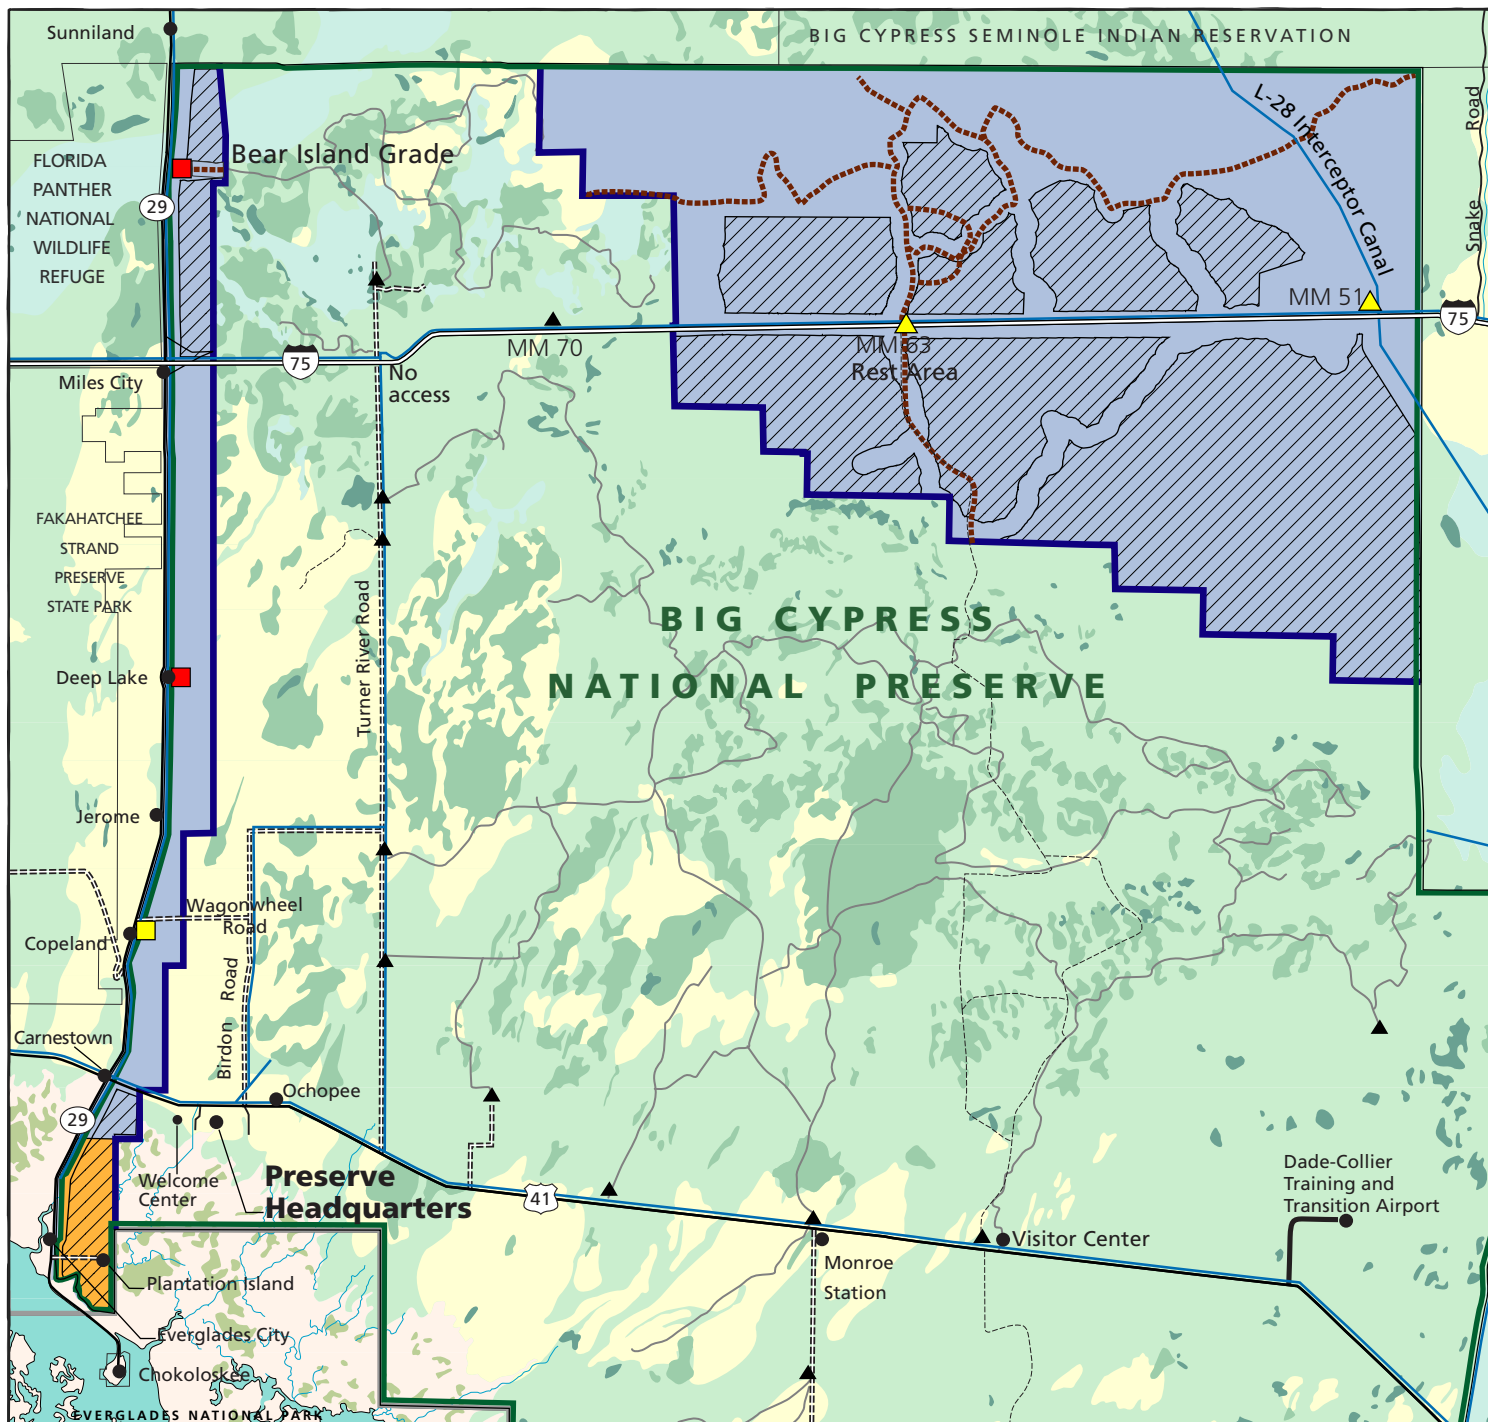 Sunniland
BIG CYPRESS SEMINOLE INDIAN RESERVATION
L-28 Interceptor Canal
Snake Road
Bear Island Grade
FLORIDA
PANTHER
NATIONAL
WILDLIFE
REFUGE
29
MM 51
75
MM 70
MM 63
Rest Area
75
No
access
Miles City
FAKAHATCHEE
STRAND
PRESERVE
STATE PARK
Turner River Road
BIG CYPRESS
NATIONAL PRESERVE
Deep Lake
Jerome
Wagonwheel
Road
Copeland
Birdon Road
Carnestown
Ochopee
29
Welcome
Center
Preserve
Headquarters
41
Dade-Collier
Training and
Transition Airport
Visitor Center
Monroe
Station
Plantation Island
Everglades City
Chokoloskee
EVERGLADES NATIONAL PARK